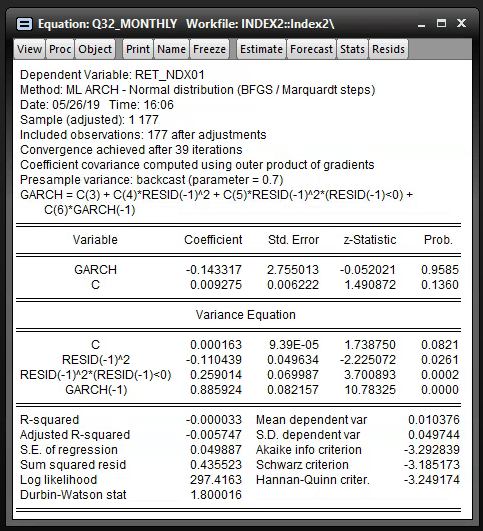 Equation: Q32_MONTHLY Workfile: INDEX2::Index2\
View Proc Object Print Name Freeze Estimate Forecast Stats Resids
Dependent Variable: RET_NDX01
Method: ML ARCH - Normal distribution (BFGS / Marquardt steps)
Date: 05/26/19 Time: 16:06
Sample (adjusted): 1 177
Included observations: 177 after adjustments
Convergence achieved after 39 iterations
Coefficient covariance computed using outer product of gradients
Presample variance: backcast (parameter = 0.7)
GARCH = C(3) + C(4)*RESID(-1)^2 + C(5)*RESID(-1)^2*(RESID(-1)<0) +
C(6)*GARCH(-1)
Variable Coefficient Std. Error z-Statistic Prob.
GARCH -0.143317 2.755013 -0.052021 0.9585
C 0.009275 0.006222 1.490872 0.1360
Variance Equation
C 0.000163 9.39E-05 1.738750 0.0821
RESID(-1)^2 -0.110439 0.049634 -2.225072 0.0261
RESID(-1)^2*(RESID(-1)<0) 0.259014 0.069987 3.700893 0.0002
GARCH(-1) 0.885924 0.082157 10.78325 0.0000
R-squared -0.000033 Mean dependent var 0.010376
Adjusted R-squared -0.005747 S.D. dependent var 0.049744
S.E. of regression 0.049887 Akaike info criterion -3.292839
Sum squared resid 0.435523 Schwarz criterion -3.185173
Log likelihood 297.4163 Hannan-Quinn criter. -3.249174
Durbin-Watson stat 1.800016